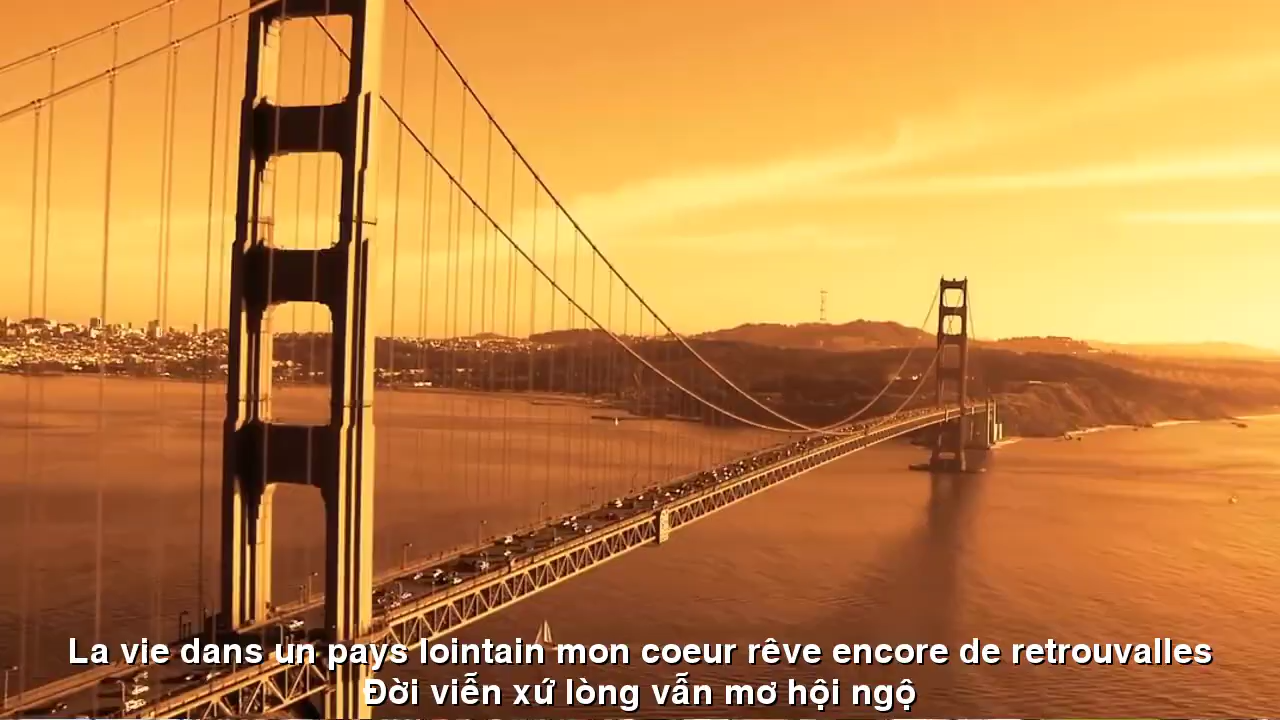 La vie dans un pays lointain mon coeur rêve encore de retrouvalles
Đời viễn xứ lòng vẫn mơ hội ngộ